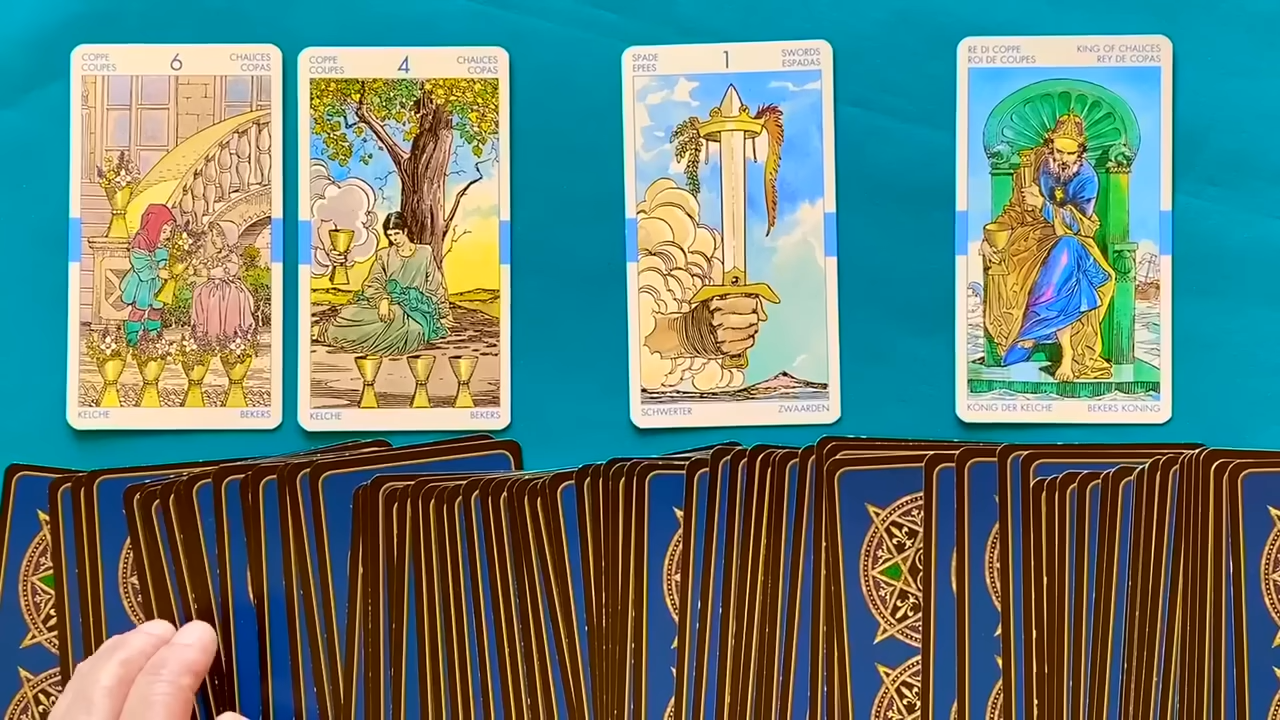 COPPE 6 CHALICES
COUPES COPAS
KELCHE BEKERS
COPPE 4 CHALICES
COUPES COPAS
KELCHE BEKERS
SPADE 1 SWORDS
EPEES ESPADAS
SCHWERTER ZWAARDEN
RE DI COPPE KING OF CHALICES
ROI DE COUPES REY DE COPAS
KÖNIG DER KELCHE BEKERS KONING